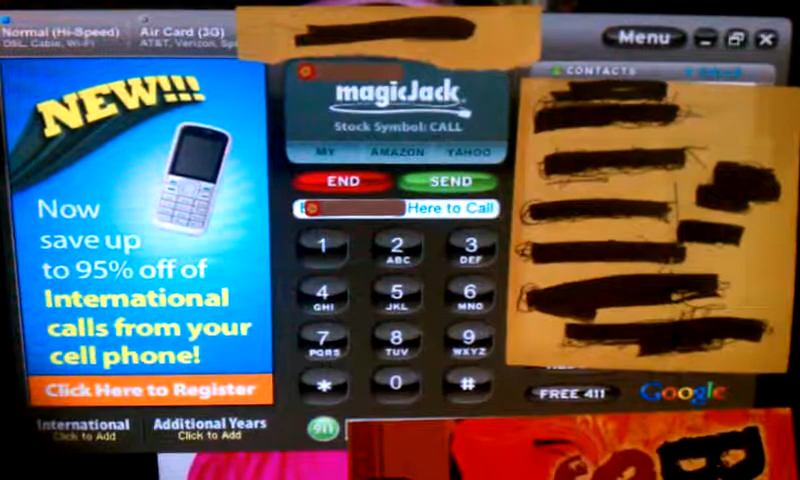 Normal (Hi-Speed)
DSL, Cable, Wi-Fi
Air Card (3G)
AT&T, Verizon,
Menu
CONTACTS
NEW!!!
Now
save up
to 95% off of
International
calls from your
cell phone!
Click Here to Register
International
Click to Add
Additional Years
Click to Add
magicJack
Stock Symbol: CALL
MY AMAZON YAHOO
END SEND
Here to Call
1
2 ABC
3 DEF
4 GHI
5 JKL
6 MNO
7 PQRS
8 TUV
9 WXYZ
*
0
#
911
FREE 411
Google